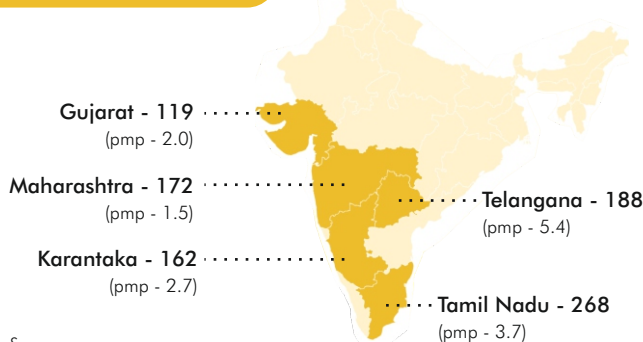 Gujarat - 119
(pmp - 2.0)
Maharashtra - 172
(pmp - 1.5)
Telangana - 188
(pmp - 5.4)
Karantaka - 162
(pmp - 2.7)
Tamil Nadu - 268
(pmp - 3.7)
s